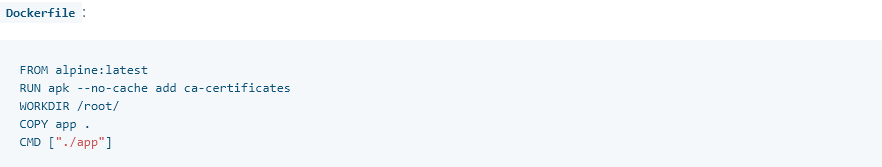 Dockerfile :
FROM alpine:latest
RUN apk --no-cache add ca-certificates
WORKDIR /root/
COPY app .
CMD ["./app"]